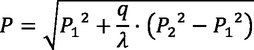 P = √(P₁² + q/λ · (P₂² − P₁²))